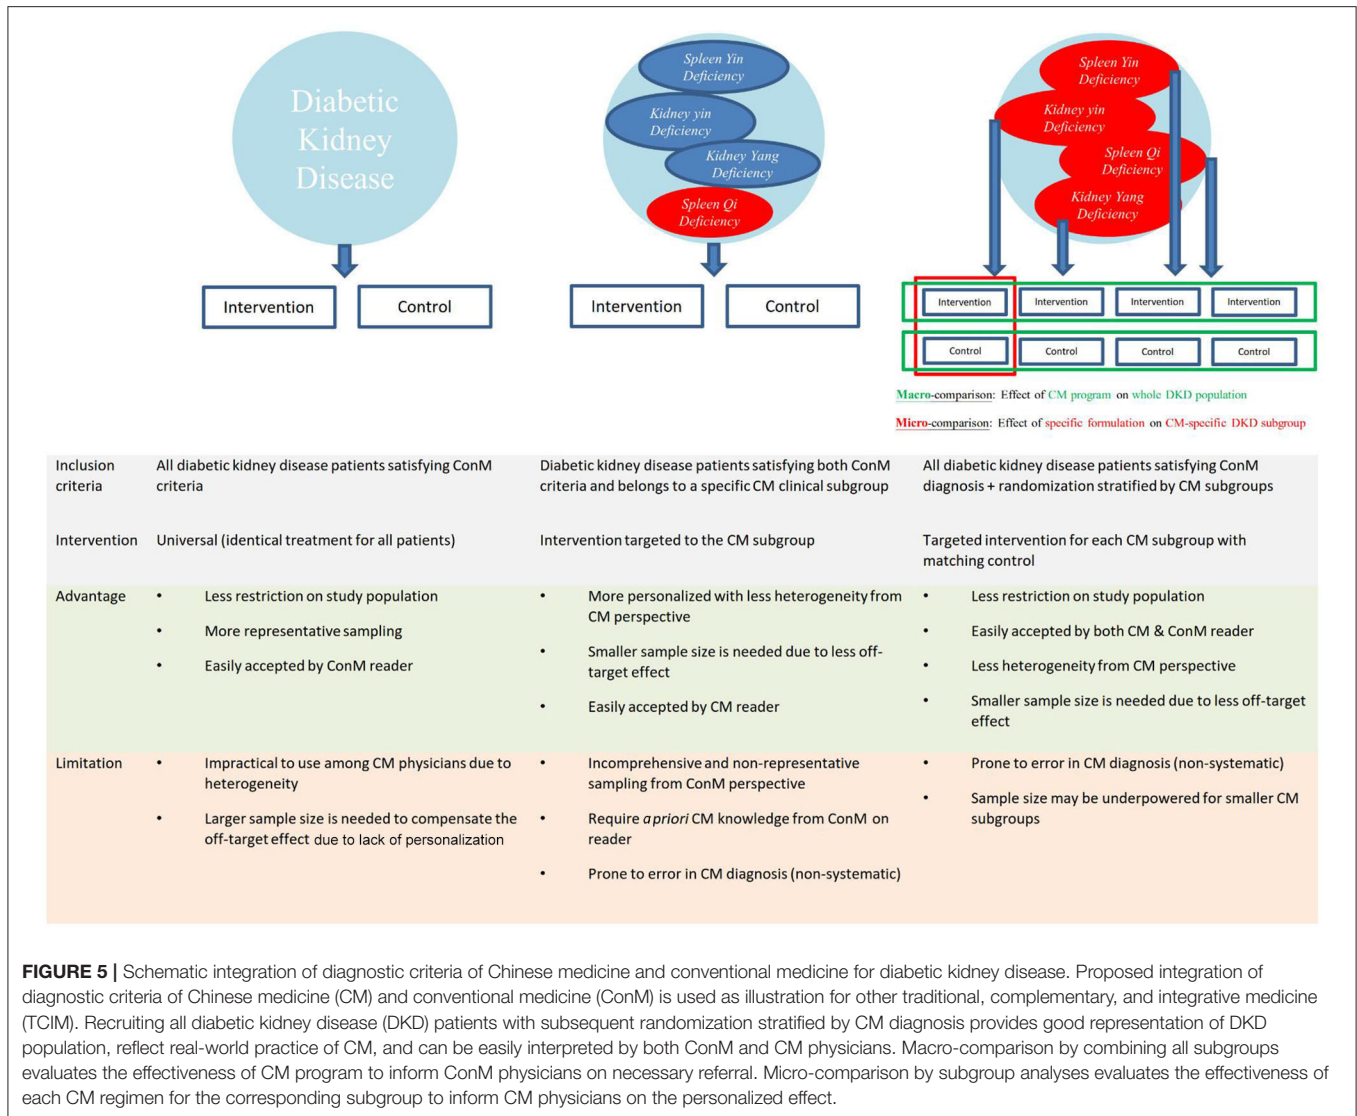 Diabetic
Kidney
Disease
Intervention
Control
Spleen Yin
Deficiency
Kidney yin
Deficiency
Kidney Yang
Deficiency
Spleen Qi
Deficiency
Intervention
Control
Spleen Yin
Deficiency
Kidney yin
Deficiency
Spleen Qi
Deficiency
Kidney Yang
Deficiency
Intervention
Intervention
Intervention
Intervention
Control
Control
Control
Control
Macro-comparison: Effect of CM program on whole DKD population
Micro-comparison: Effect of specific formulation on CM-specific DKD subgroup
Inclusion
criteria
All diabetic kidney disease patients satisfying ConM
criteria
Diabetic kidney disease patients satisfying both ConM
criteria and belongs to a specific CM clinical subgroup
All diabetic kidney disease patients satisfying ConM
diagnosis + randomization stratified by CM subgroups
Intervention
Universal (identical treatment for all patients)
Intervention targeted to the CM subgroup
Targeted intervention for each CM subgroup with
matching control
Advantage
• Less restriction on study population
• More representative sampling
• Easily accepted by ConM reader
• More personalized with less heterogeneity from
CM perspective
• Smaller sample size is needed due to less off-
target effect
• Easily accepted by CM reader
• Less restriction on study population
• Easily accepted by both CM & ConM reader
• Less heterogeneity from CM perspective
• Smaller sample size is needed due to less off-target
effect
Limitation
• Impractical to use among CM physicians due to
heterogeneity
• Larger sample size is needed to compensate the
off-target effect due to lack of personalization
• Incomprehensive and non-representative
sampling from ConM perspective
• Require a priori CM knowledge from ConM on
reader
• Prone to error in CM diagnosis (non-systematic)
• Prone to error in CM diagnosis (non-systematic)
• Sample size may be underpowered for smaller CM
subgroups
FIGURE 5 | Schematic integration of diagnostic criteria of Chinese medicine and conventional medicine for diabetic kidney disease. Proposed integration of
diagnostic criteria of Chinese medicine (CM) and conventional medicine (ConM) is used as illustration for other traditional, complementary, and integrative medicine
(TCIM). Recruiting all diabetic kidney disease (DKD) patients with subsequent randomization stratified by CM diagnosis provides good representation of DKD
population, reflect real-world practice of CM, and can be easily interpreted by both ConM and CM physicians. Macro-comparison by combining all subgroups
evaluates the effectiveness of CM program to inform ConM physicians on necessary referral. Micro-comparison by subgroup analyses evaluates the effectiveness of
each CM regimen for the corresponding subgroup to inform CM physicians on the personalized effect.